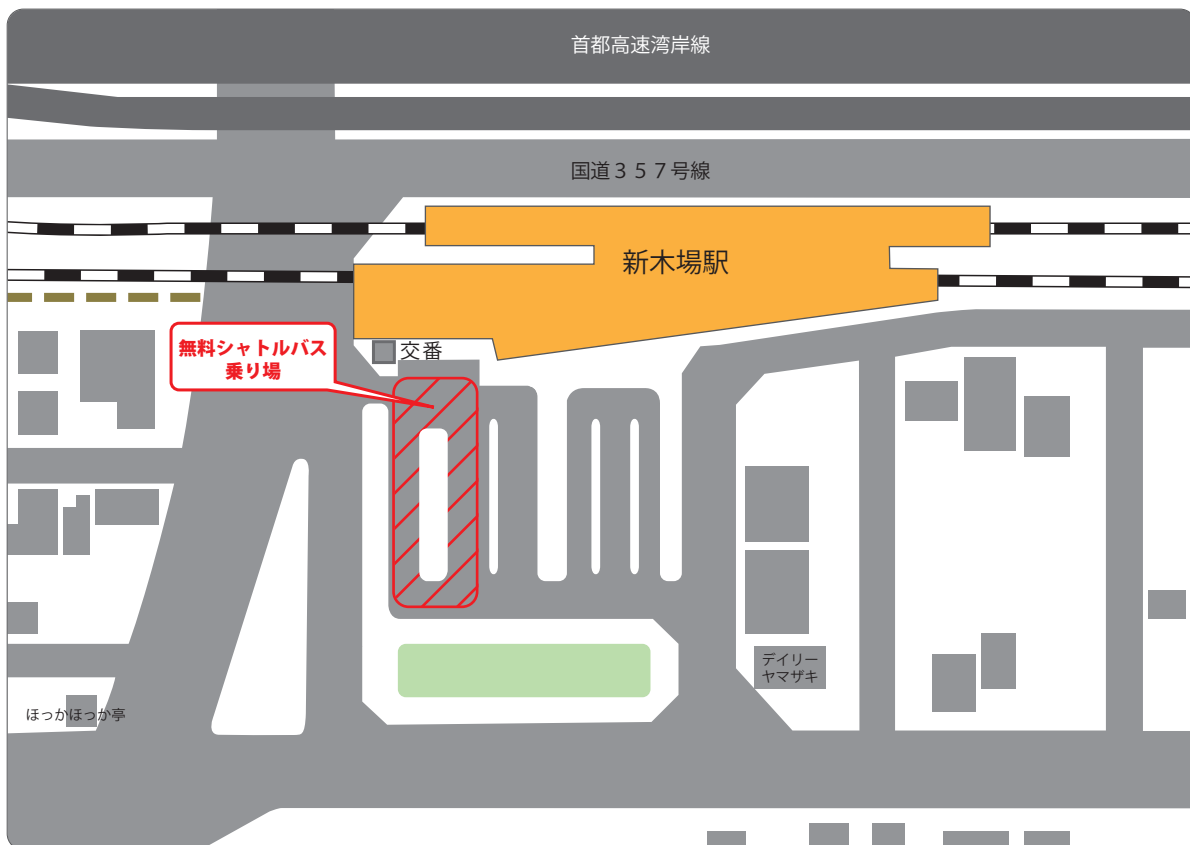 首都高速湾岸線
国道３５７号線
新木場駅
無料シャトルバス
乗り場
交番
デイリー
ヤマザキ
ほっかほっか亭